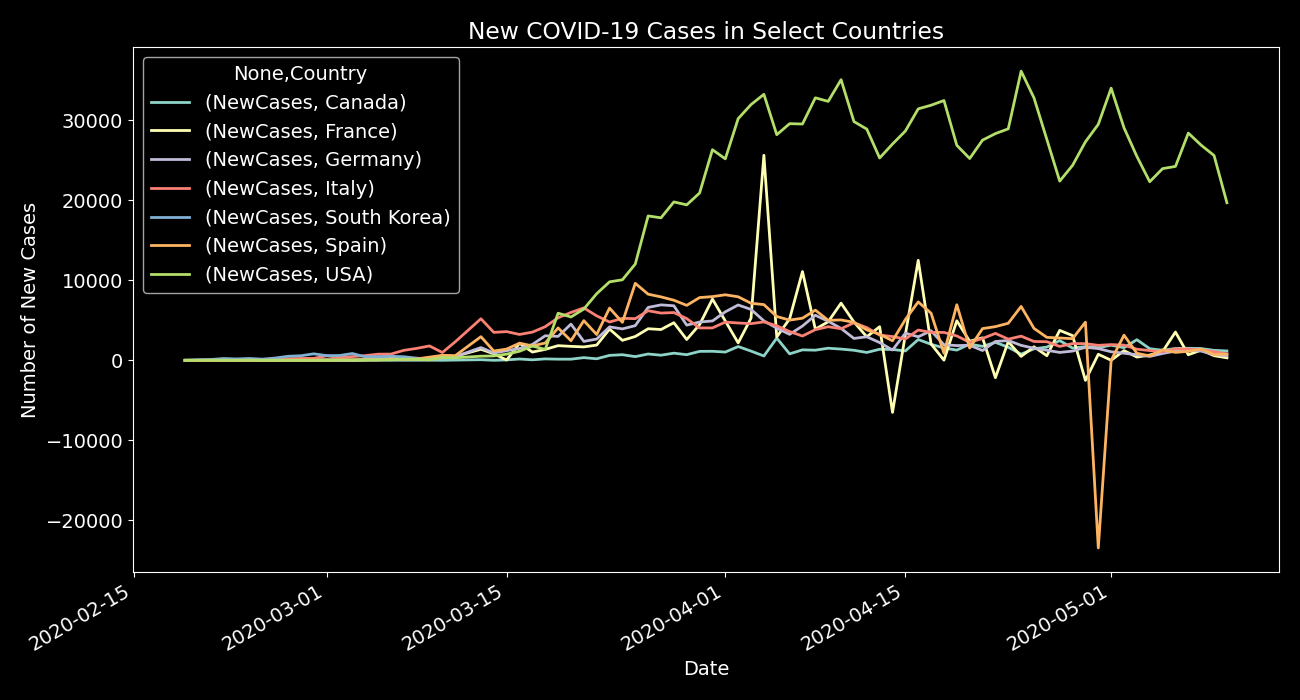 New COVID-19 Cases in Select Countries
None,Country
(NewCases, Canada)
(NewCases, France)
(NewCases, Germany)
(NewCases, Italy)
(NewCases, South Korea)
(NewCases, Spain)
(NewCases, USA)
Number of New Cases
30000
20000
10000
0
−10000
−20000
2020-02-15
2020-03-01
2020-03-15
2020-04-01
2020-04-15
2020-05-01
Date